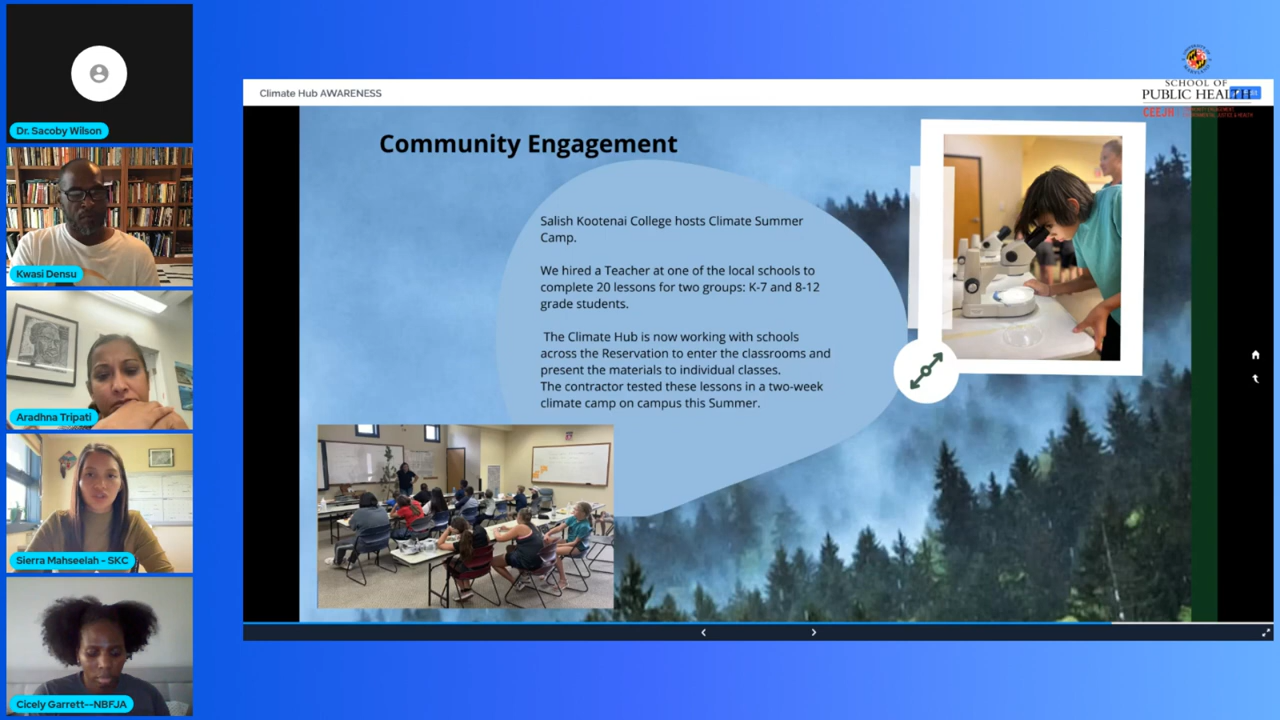 Dr. Sacoby Wilson
Kwasi Densu
Aradhna Tripati
Sierra Mahseelah - SKC
Cicely Garrett--NBFJA
SCHOOL OF
PUBLIC HEALTH
CEEJH
Climate Hub AWARENESS
Community Engagement
Salish Kootenai College hosts Climate Summer
Camp.
We hired a Teacher at one of the local schools to
complete 20 lessons for two groups: K-7 and 8-12
grade students.
The Climate Hub is now working with schools
across the Reservation to enter the classrooms and
present the materials to individual classes.
The contractor tested these lessons in a two-week
climate camp on campus this Summer.